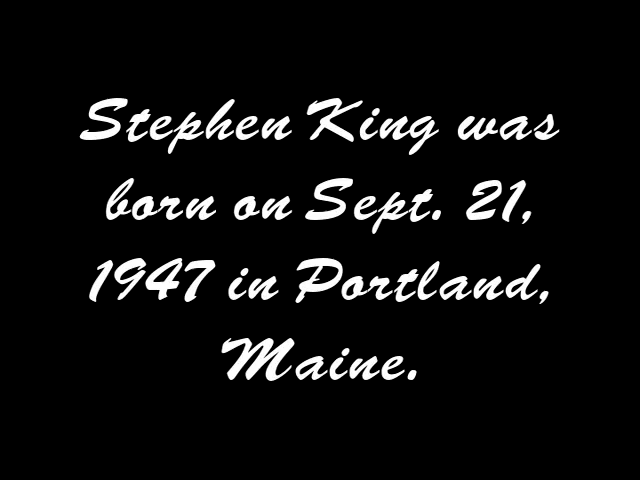 Stephen King was
born on Sept. 21,
1947 in Portland,
Maine.